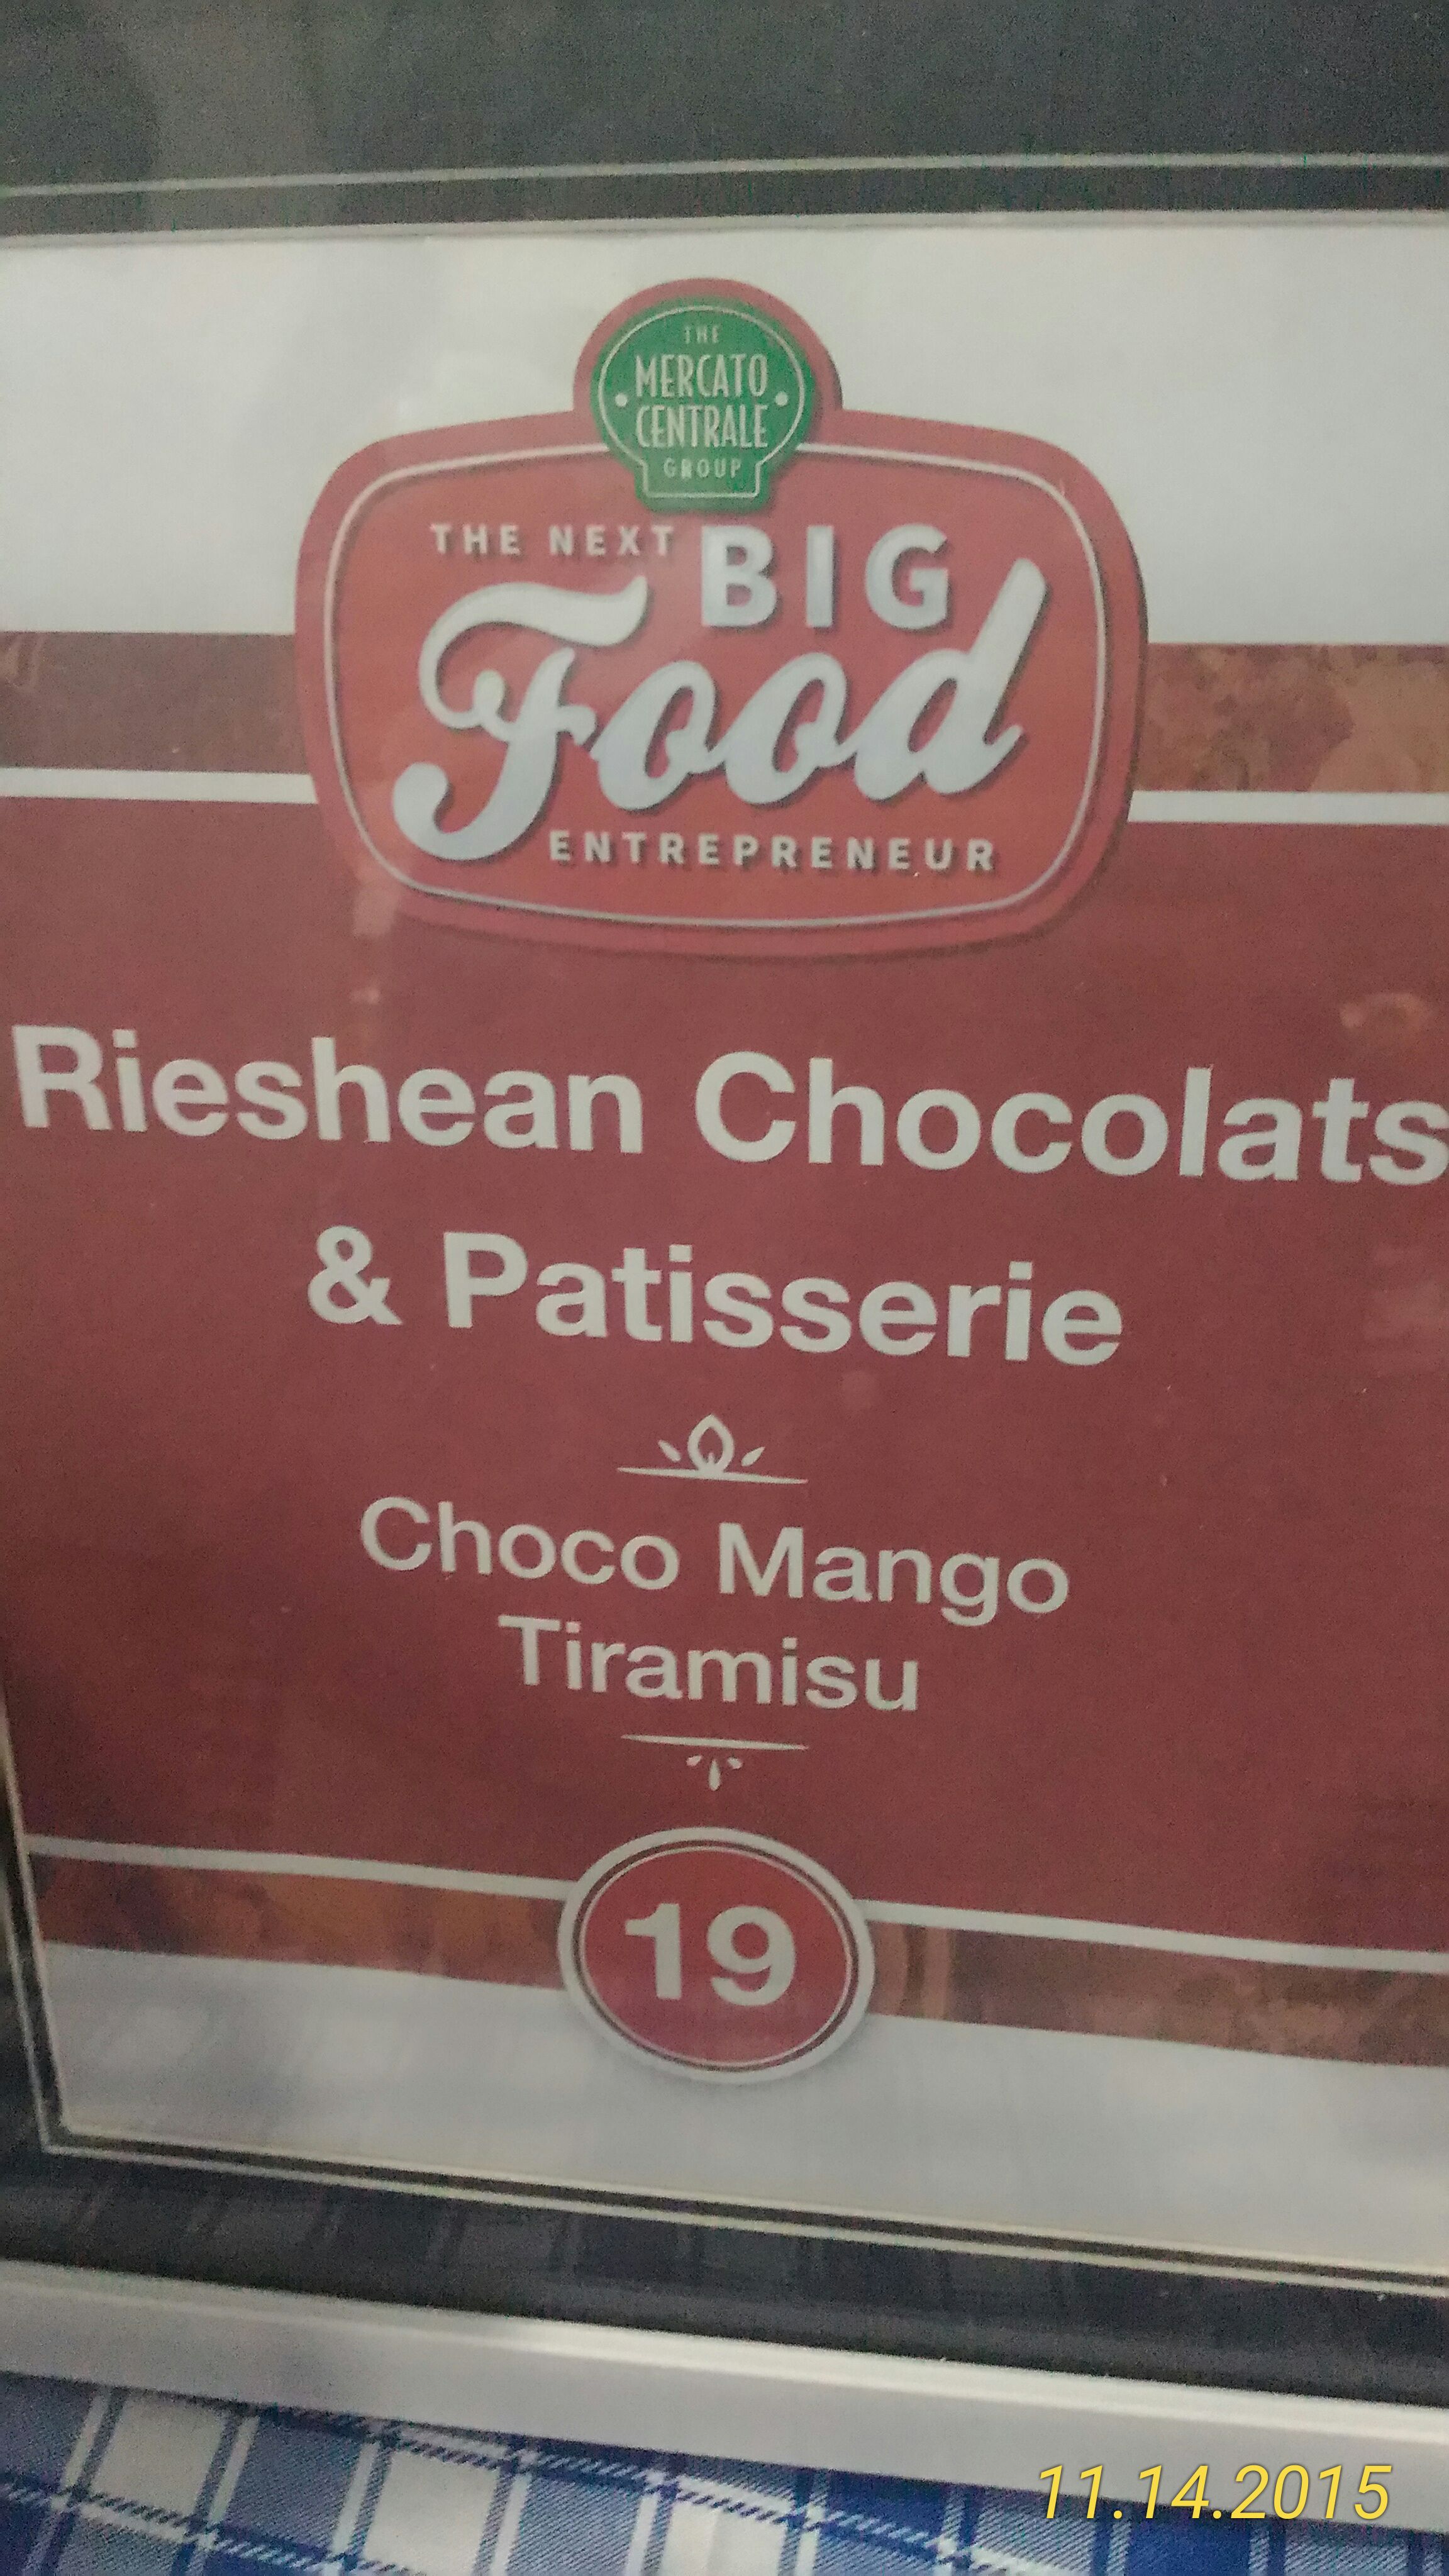 THE
MERCATO
CENTRALE
GROUP
THE NEXT BIG
Food
ENTREPRENEUR
Rieshean Chocolats
& Patisserie
Choco Mango
Tiramisu
19
11.14.2015